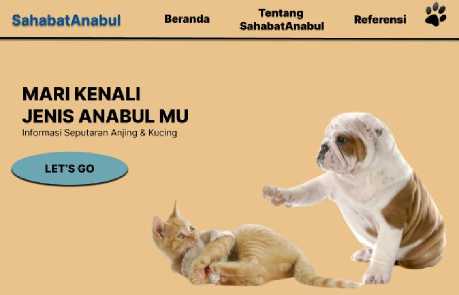 SahabatAnabul
Beranda
Tentang
SahabatAnabul
Referensi
MARI KENALI
JENIS ANABUL MU
Informasi Seputaran Anjing & Kucing
LET'S GO